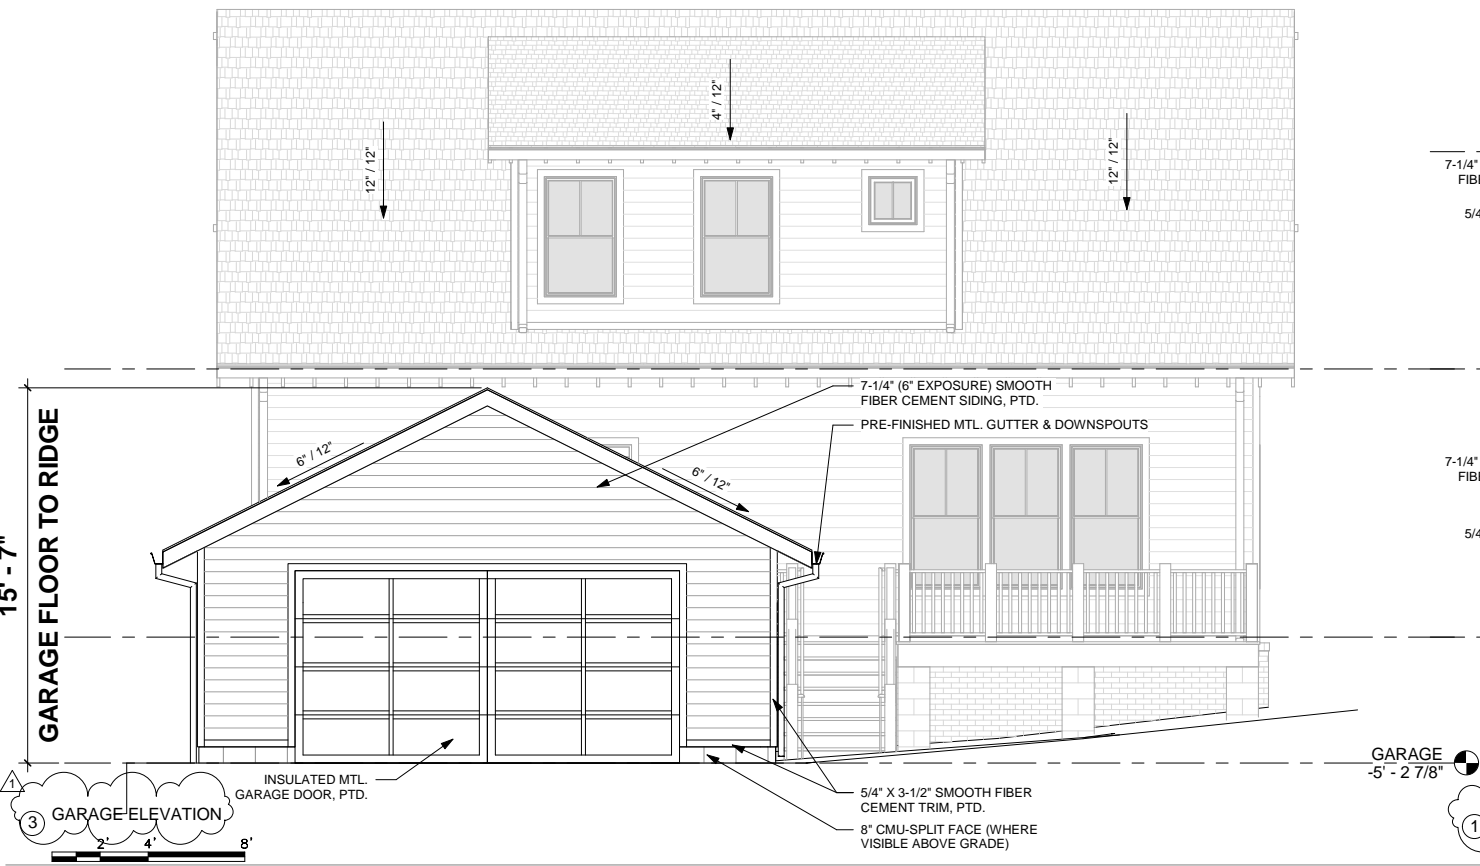 4" / 12"
12" / 12"
12" / 12"
7-1/4"
FIBE
5/4
7-1/4" (6" EXPOSURE) SMOOTH
FIBER CEMENT SIDING, PTD.
PRE-FINISHED MTL. GUTTER & DOWNSPOUTS
6" / 12"
6" / 12"
15' - 7"
GARAGE FLOOR TO RIDGE
7-1/4"
FIBE
5/4
GARAGE
-5' - 2 7/8"
INSULATED MTL.
GARAGE DOOR, PTD.
5/4" X 3-1/2" SMOOTH FIBER
CEMENT TRIM, PTD.
8" CMU-SPLIT FACE (WHERE
VISIBLE ABOVE GRADE)
1
3 GARAGE ELEVATION
2' 4' 8'
1